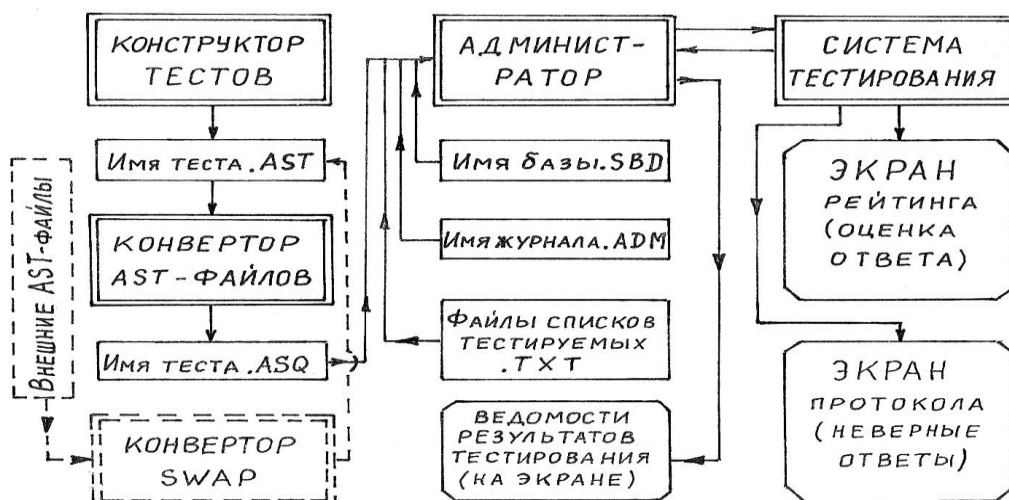 КОНСТРУКТОР
ТЕСТОВ
Имя теста.AST
КОНВЕРТОР
AST-ФАЙЛОВ
Имя теста.ASQ
КОНВЕРТОР
SWAP
Внешние AST-файлы
АДМИНИСТ-
РАТОР
Имя базы.SBD
Имя журнала.ADM
Файлы списков
тестируемых
.TXT
ВЕДОМОСТИ
РЕЗУЛЬТАТОВ
ТЕСТИРОВАНИЯ
(НА ЭКРАНЕ)
СИСТЕМА
ТЕСТИРОВАНИЯ
ЭКРАН
РЕЙТИНГА
(ОЦЕНКА
ОТВЕТА)
ЭКРАН
ПРОТОКОЛА
(НЕВЕРНЫЕ
ОТВЕТЫ)